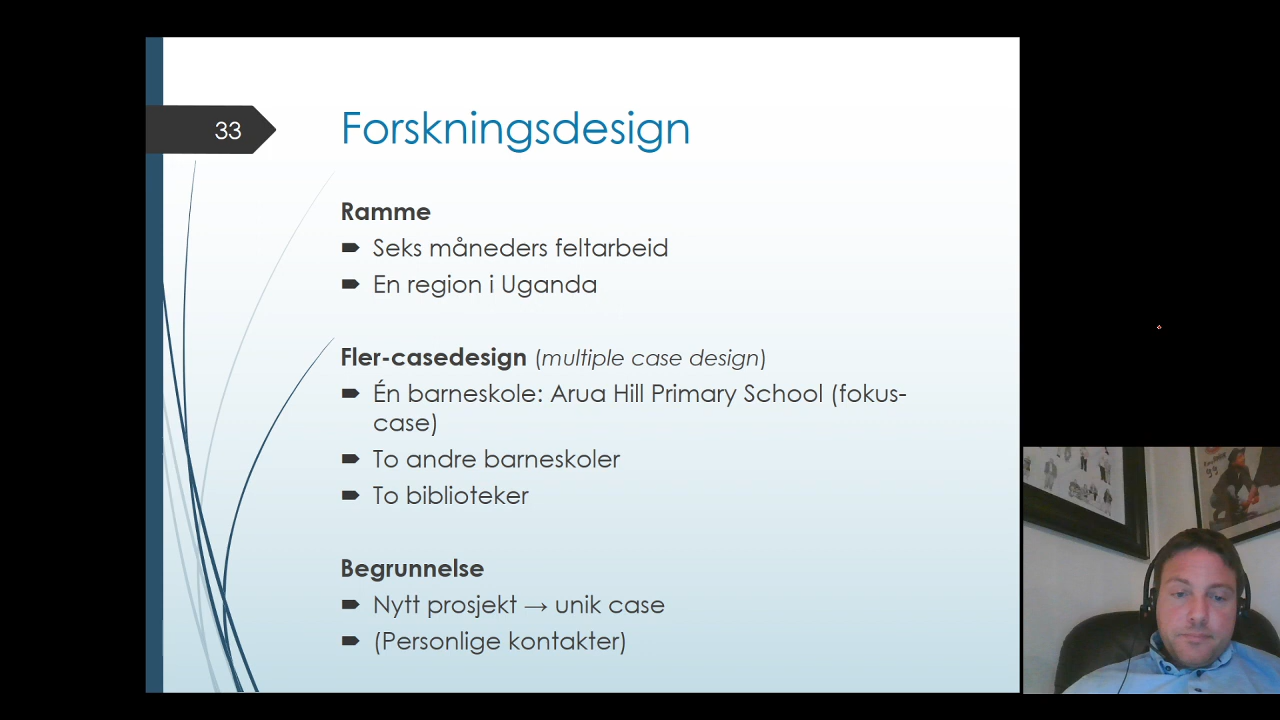 33
Forskningsdesign
Ramme
Seks måneders feltarbeid
En region i Uganda
Fler-casedesign (multiple case design)
Én barneskole: Arua Hill Primary School (fokus-
case)
To andre barneskoler
To biblioteker
Begrunnelse
Nytt prosjekt → unik case
(Personlige kontakter)